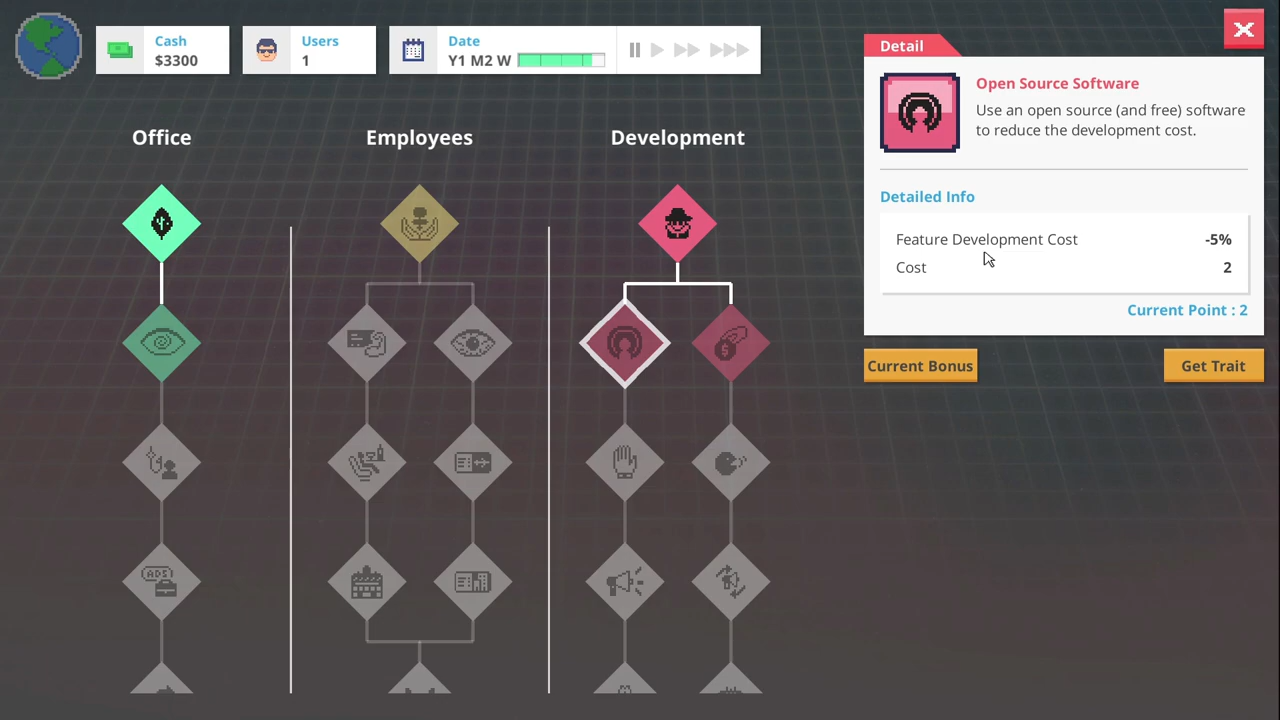 Cash
$3300
Users
1
Date
Y1 M2 W
Detail
Open Source Software
Use an open source (and free) software
to reduce the development cost.
Office
Employees
Development
Detailed Info
Feature Development Cost -5%
Cost 2
Current Point : 2
Current Bonus
Get Trait
ADS